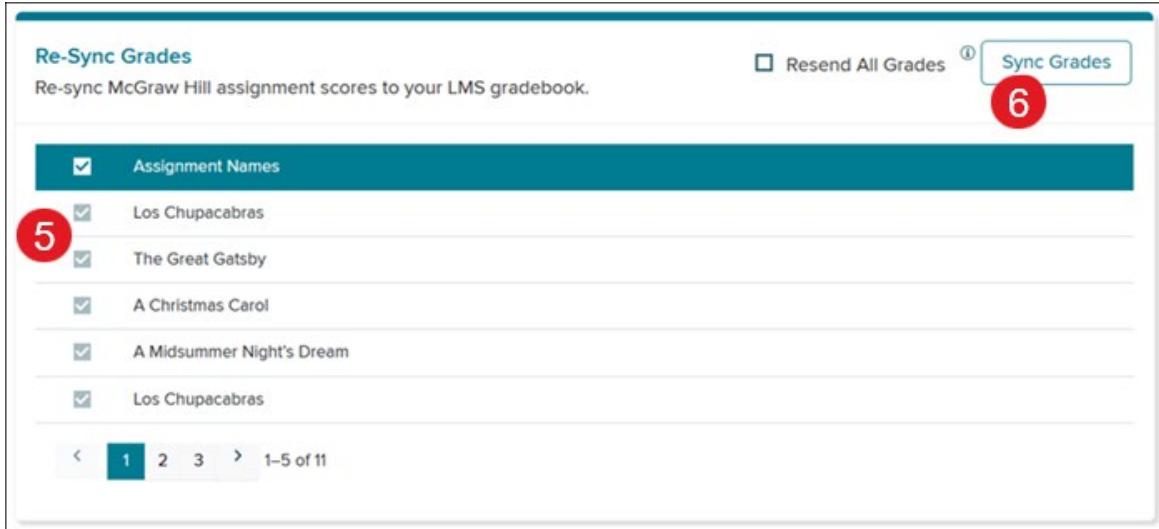 Re-Sync Grades
Re-sync McGraw Hill assignment scores to your LMS gradebook.
Resend All Grades
Sync Grades
6
Assignment Names
Los Chupacabras
5
The Great Gatsby
A Christmas Carol
A Midsummer Night's Dream
Los Chupacabras
< 1 2 3 > 1–5 of 11